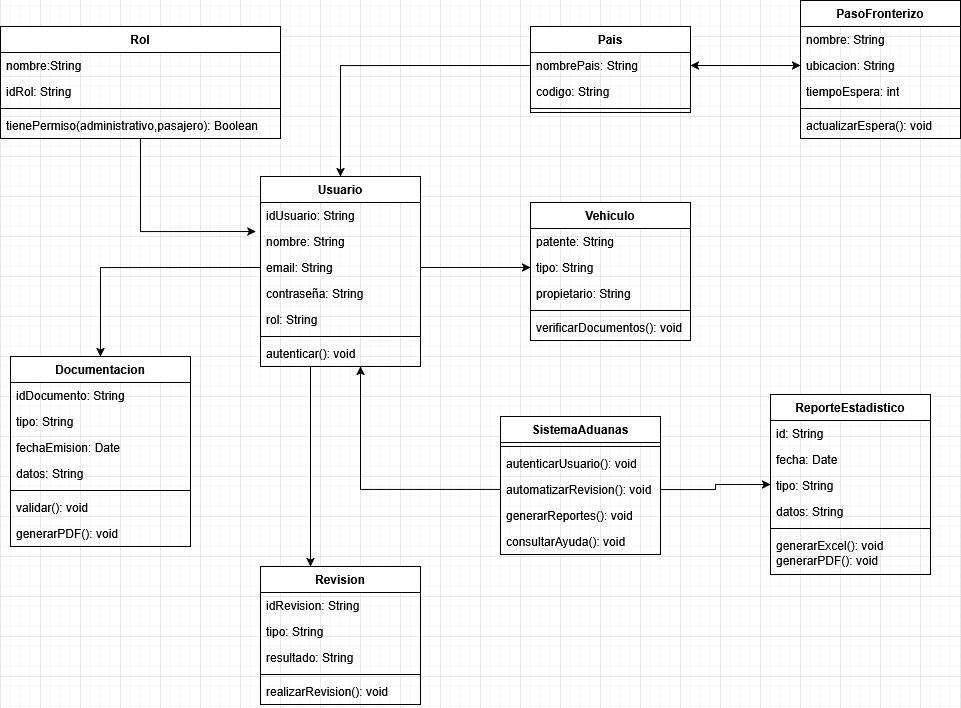 Rol
nombre:String
idRol: String
tienePermiso(administrativo,pasajero): Boolean
Pais
nombrePais: String
codigo: String
PasoFronterizo
nombre: String
ubicacion: String
tiempoEspera: int
actualizarEspera(): void
Usuario
idUsuario: String
nombre: String
email: String
contraseña: String
rol: String
autenticar(): void
Vehiculo
patente: String
tipo: String
propietario: String
verificarDocumentos(): void
Documentacion
idDocumento: String
tipo: String
fechaEmision: Date
datos: String
validar(): void
generarPDF(): void
SistemaAduanas
autenticarUsuario(): void
automatizarRevision(): void
generarReportes(): void
consultarAyuda(): void
ReporteEstadistico
id: String
fecha: Date
tipo: String
datos: String
generarExcel(): void
generarPDF(): void
Revisión
idRevision: String
tipo: String
resultado: String
realizarRevision(): void